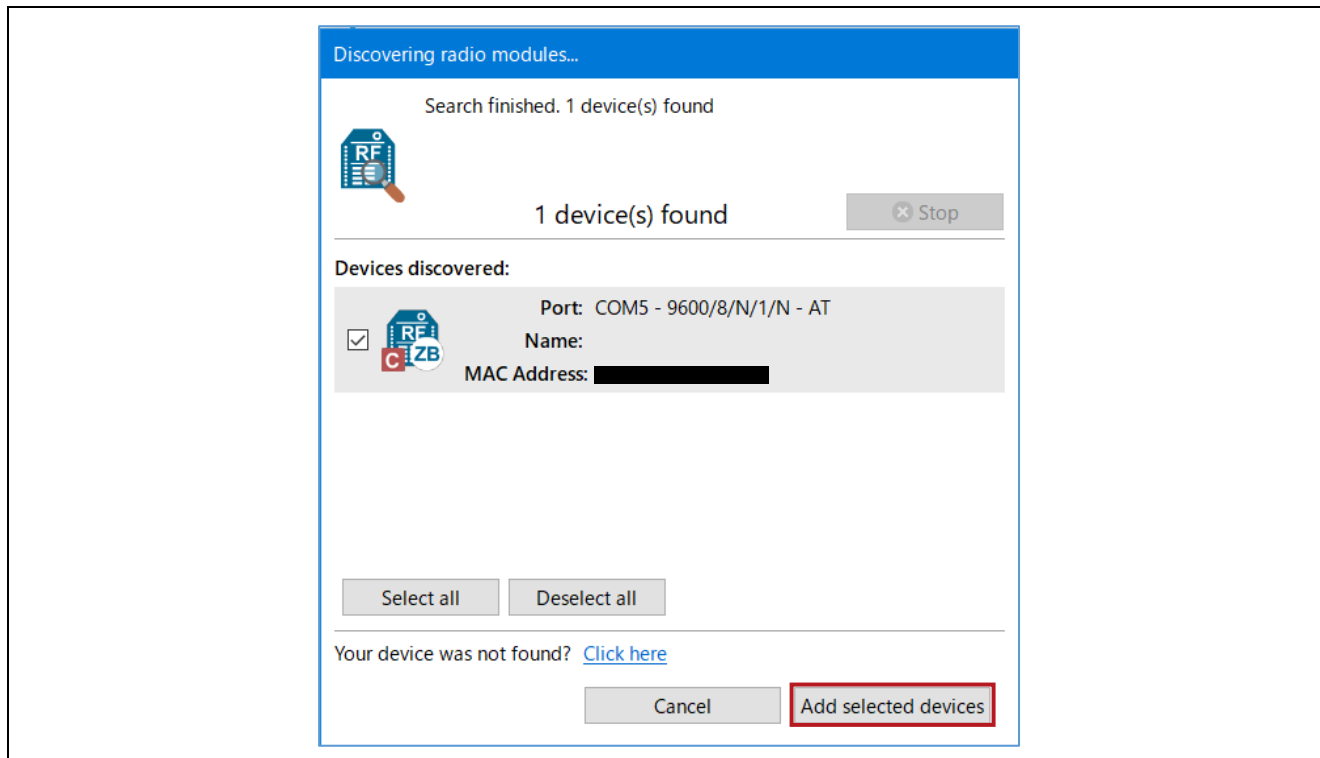 Discovering radio modules...
Search finished. 1 device(s) found
RF
1 device(s) found
Stop
Devices discovered:
Port: COM5 - 9600/8/N/1/N - AT
RF
C ZB
Name:
MAC Address:
Select all
Deselect all
Your device was not found? Click here
Cancel
Add selected devices